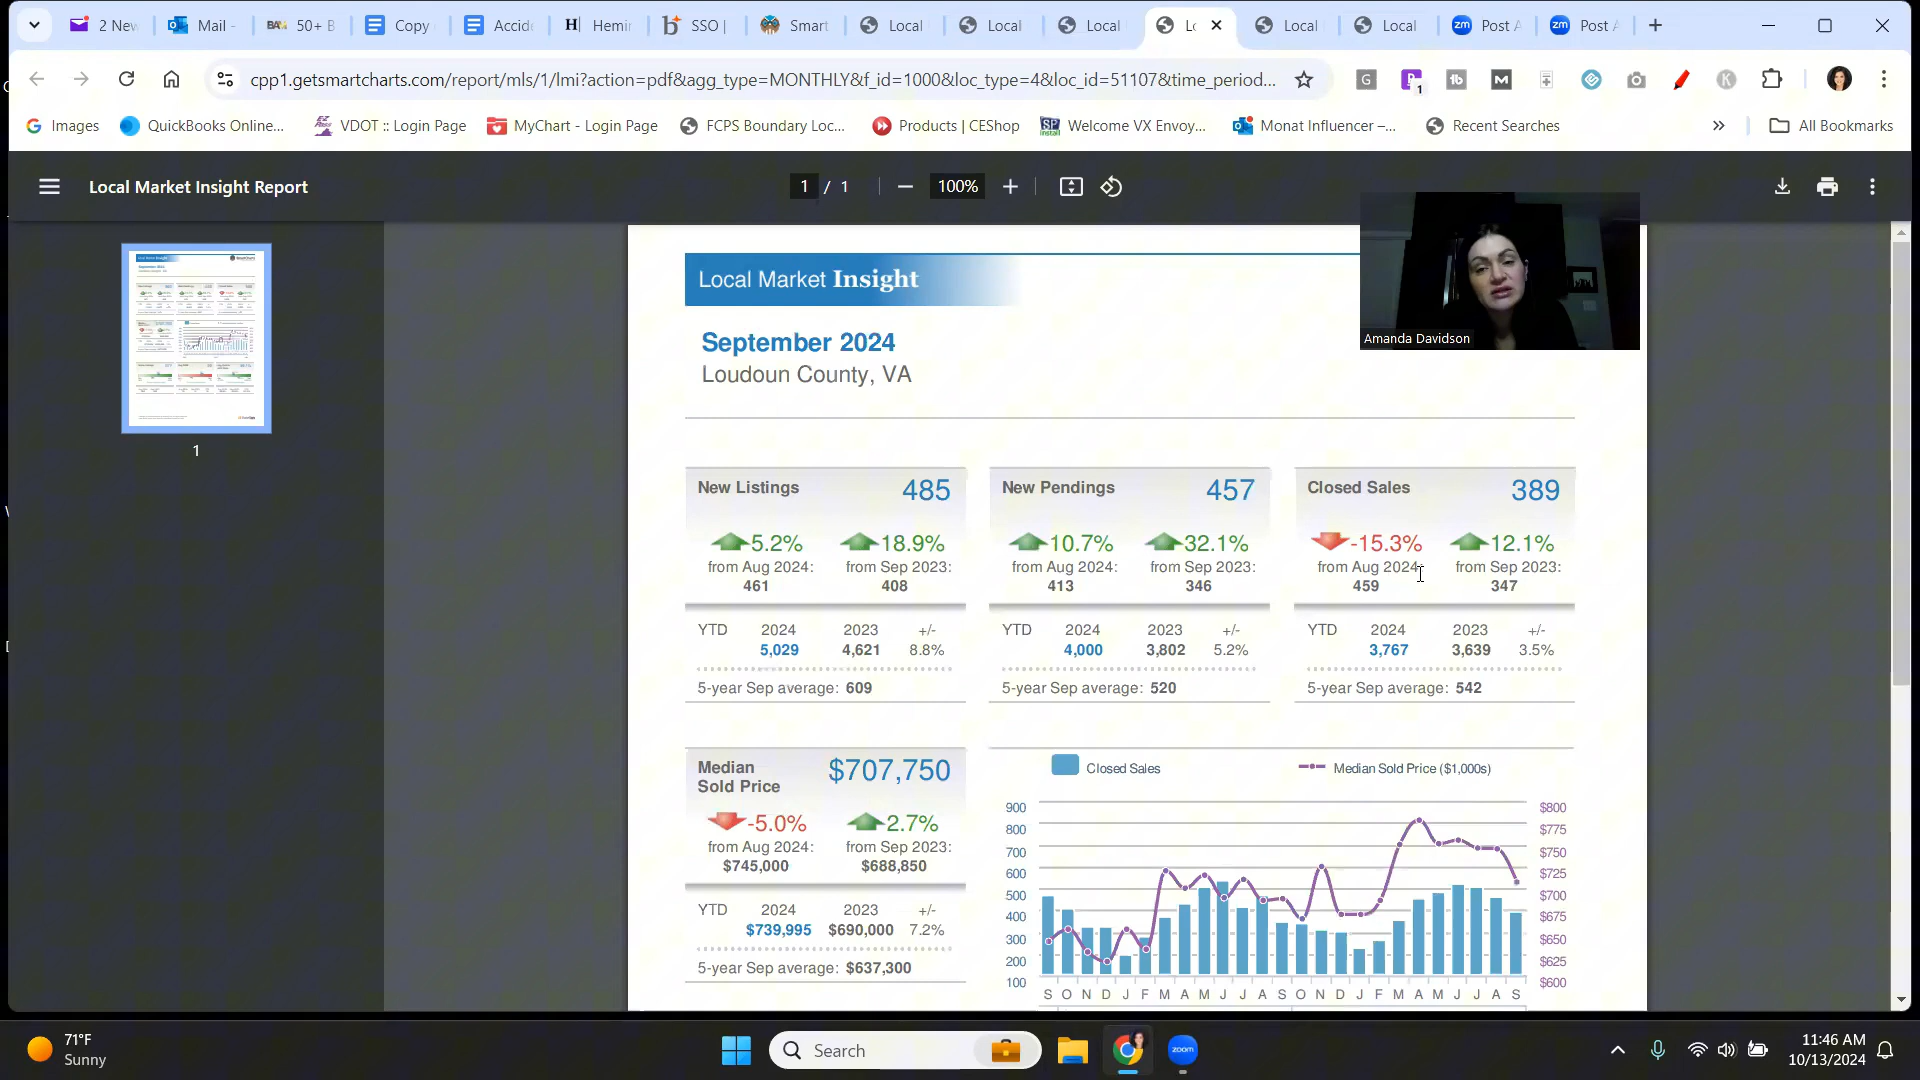 2 New
Mail -
BAM 50+ B
Copy
Accid
H Hemin
SSO |
Smart
Local
Local
Local
Lo
Local
Local
zm Post A
zm Post A
cpp1.getsmartcharts.com/report/mls/1/lmi?action=pdf&agg_type=MONTHLY&f_id=1000&loc_type=4&loc_id=51107&time_period...
Images
QuickBooks Online...
VDOT :: Login Page
MyChart - Login Page
FCPS Boundary Loc...
Products | CEShop
Welcome VX Envoy...
Monat Influencer –...
Recent Searches
»
All Bookmarks
Local Market Insight Report
1 / 1
100%
1
Amanda Davidson
Local Market Insight
September 2024
Loudoun County, VA
New Listings 485
5.2% 18.9%
from Aug 2024: from Sep 2023:
461 408
YTD 2024 2023 +/-
5,029 4,621 8.8%
5-year Sep average: 609
New Pendings 457
10.7% 32.1%
from Aug 2024: from Sep 2023:
413 346
YTD 2024 2023 +/-
4,000 3,802 5.2%
5-year Sep average: 520
Closed Sales 389
-15.3% 12.1%
from Aug 2024: from Sep 2023:
459 347
YTD 2024 2023 +/-
3,767 3,639 3.5%
5-year Sep average: 542
Median
Sold Price $707,750
-5.0% 2.7%
from Aug 2024: from Sep 2023:
$745,000 $688,850
YTD 2024 2023 +/-
$739,995 $690,000 7.2%
5-year Sep average: $637,300
Closed Sales Median Sold Price ($1,000s)
900 $800
800 $775
700 $750
600 $725
500 $700
400 $675
300 $650
200 $625
100 $600
S O N D J F M A M J J A S O N D J F M A M J J A S
71°F
Sunny
Search
zoom
11:46 AM
10/13/2024